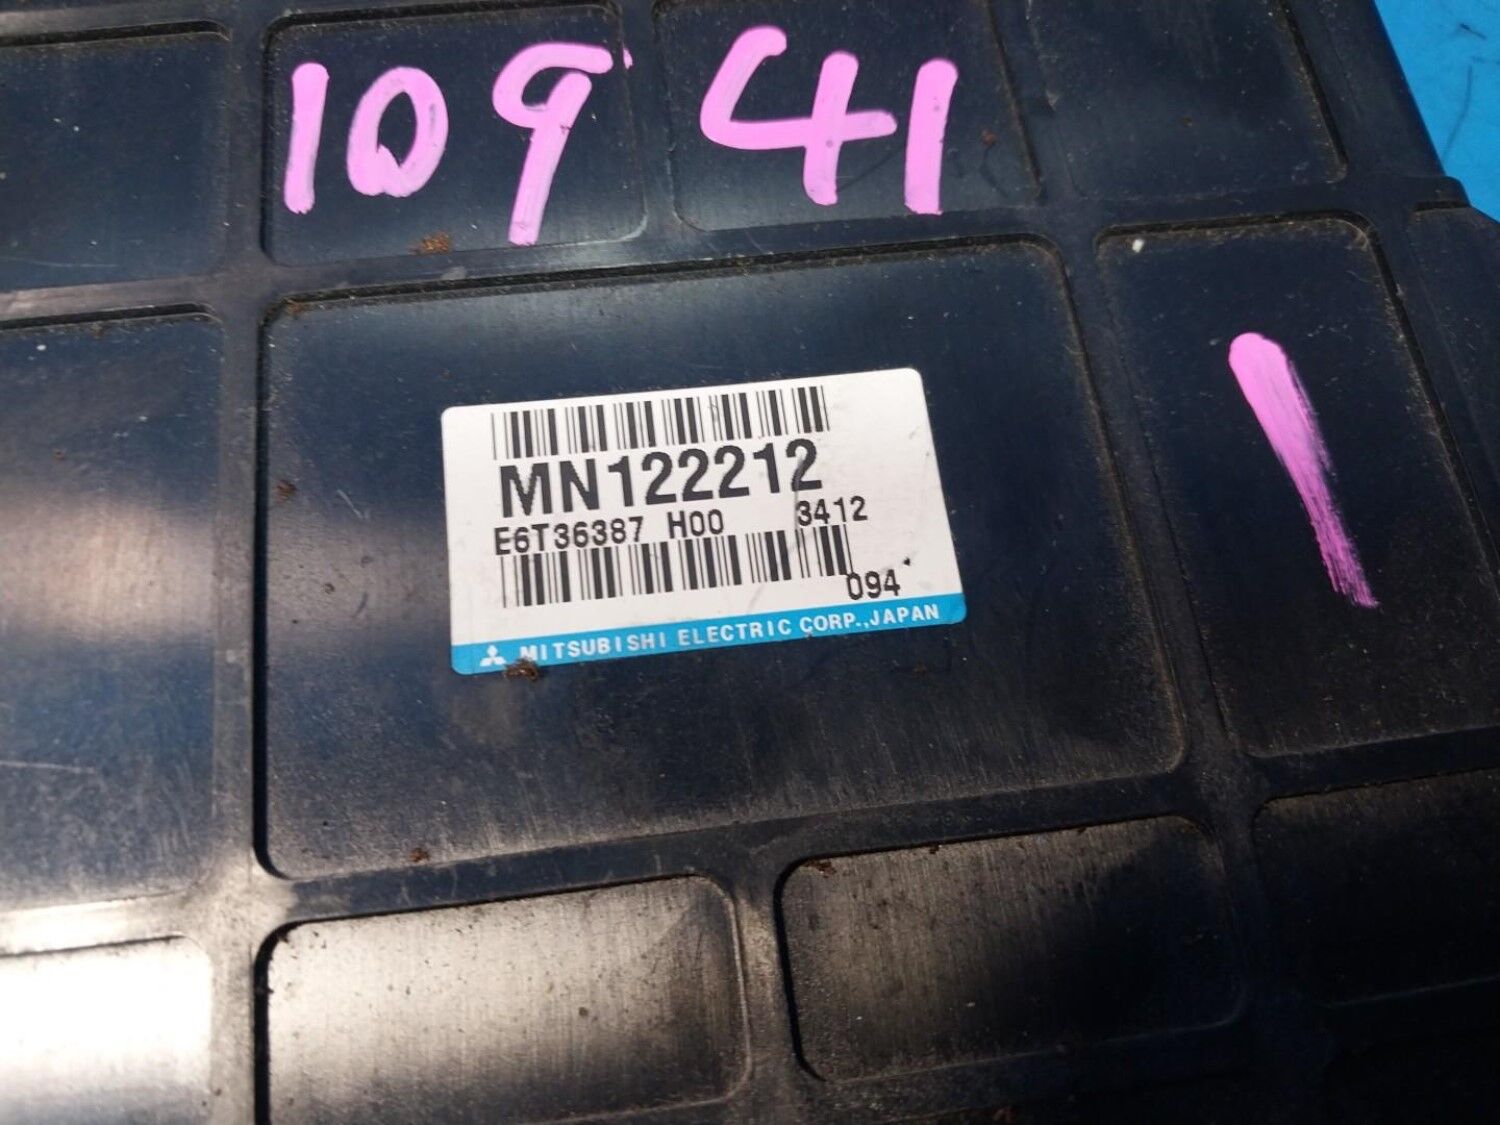 109 41
1
MN122212
E6T36387 H00 3412
094
MITSUBISHI ELECTRIC CORP.,JAPAN